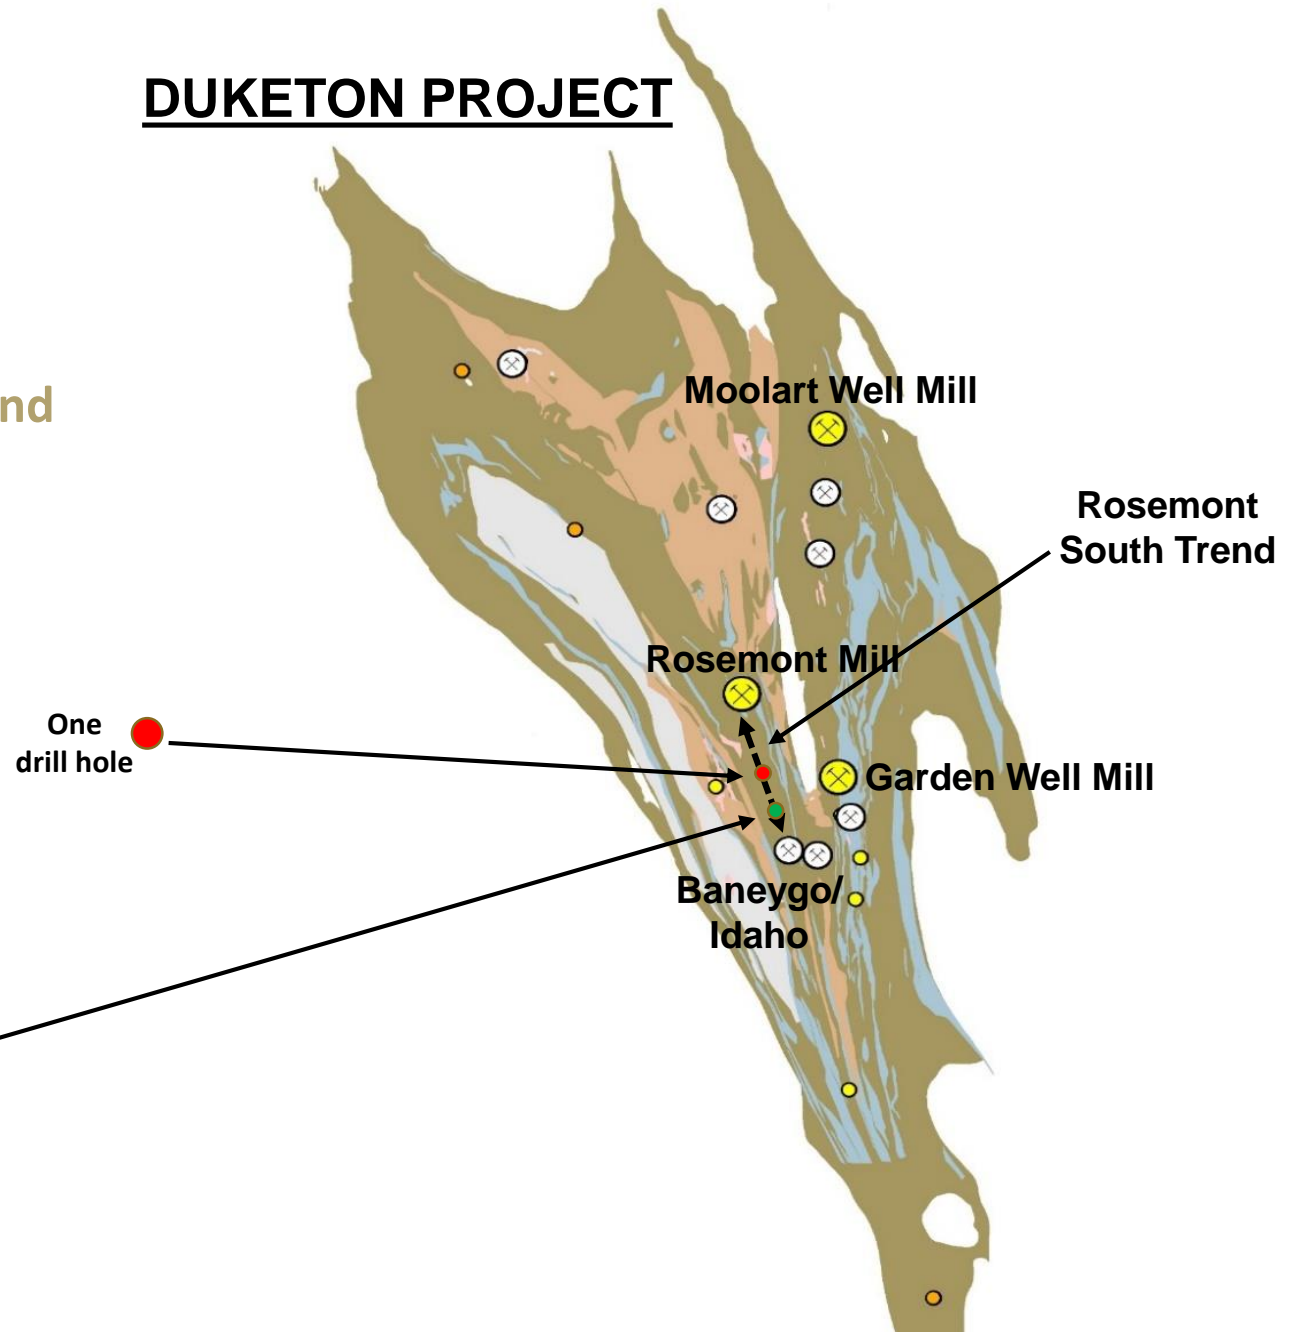 DUKETON PROJECT
nd
Moolart Well Mill
Rosemont
South Trend
Rosemont Mill
One
drill hole
Garden Well Mill
Baneygo/
Idaho